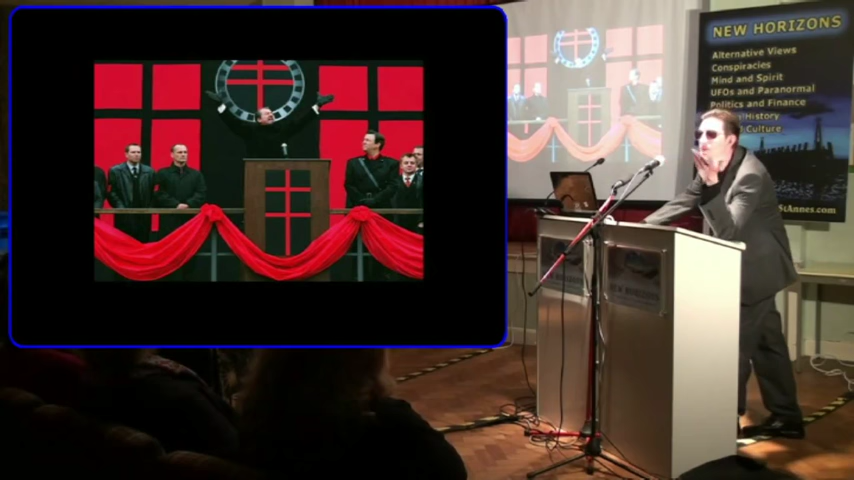 NEW HORIZONS
Alternative Views
Conspiracies
Mind and Spirit
UFOs and Paranormal
Politics and Finance
History
Culture
StAnnes.com